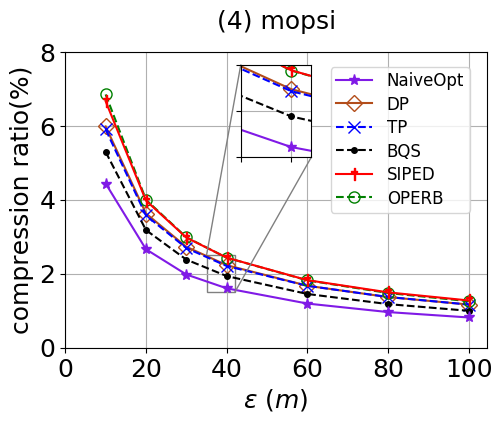 (4) mopsi
compression ratio(%)
8
6
4
2
0
0 20 40 60 80 100
ε (m)
NaiveOpt
DP
TP
BQS
SIPED
OPERB